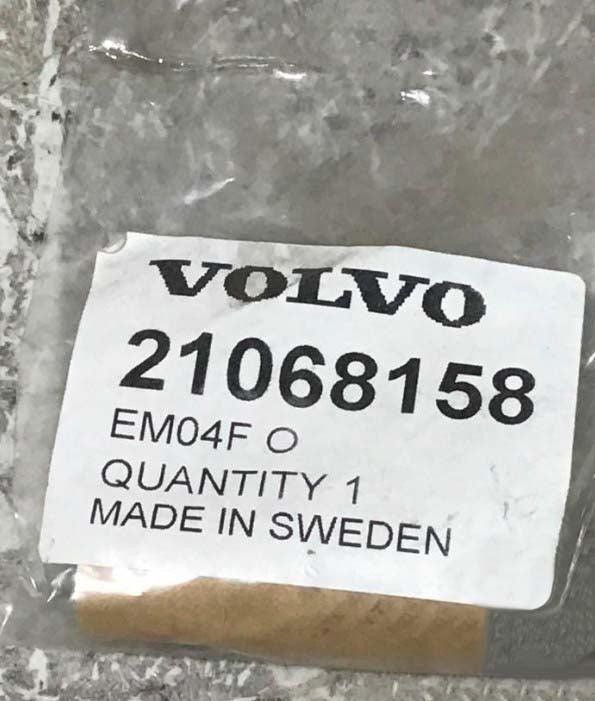 VOLVO
21068158
EM04F O
QUANTITY 1
MADE IN SWEDEN